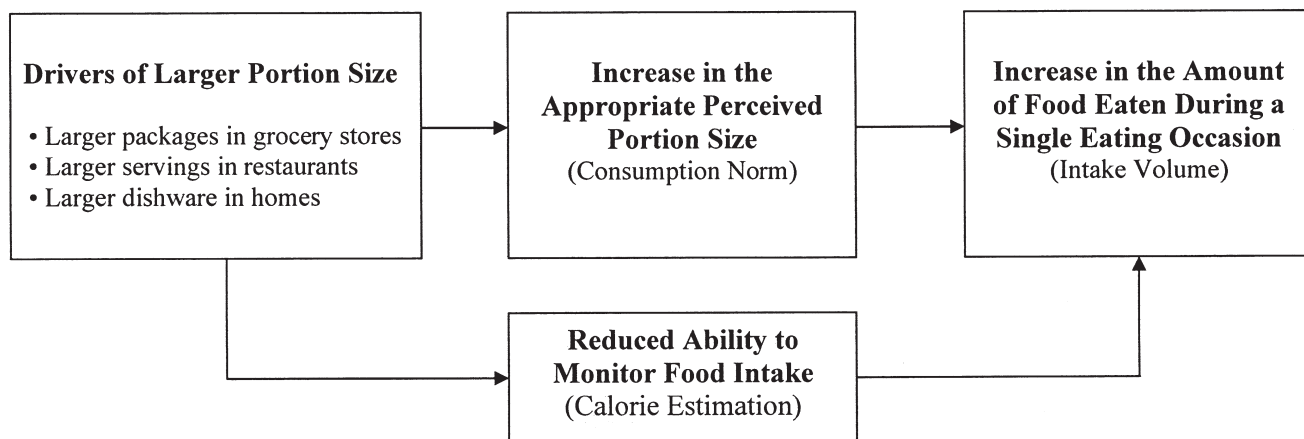 Drivers of Larger Portion Size
• Larger packages in grocery stores
• Larger servings in restaurants
• Larger dishware in homes
Increase in the
Appropriate Perceived
Portion Size
(Consumption Norm)
Increase in the Amount
of Food Eaten During a
Single Eating Occasion
(Intake Volume)
Reduced Ability to
Monitor Food Intake
(Calorie Estimation)